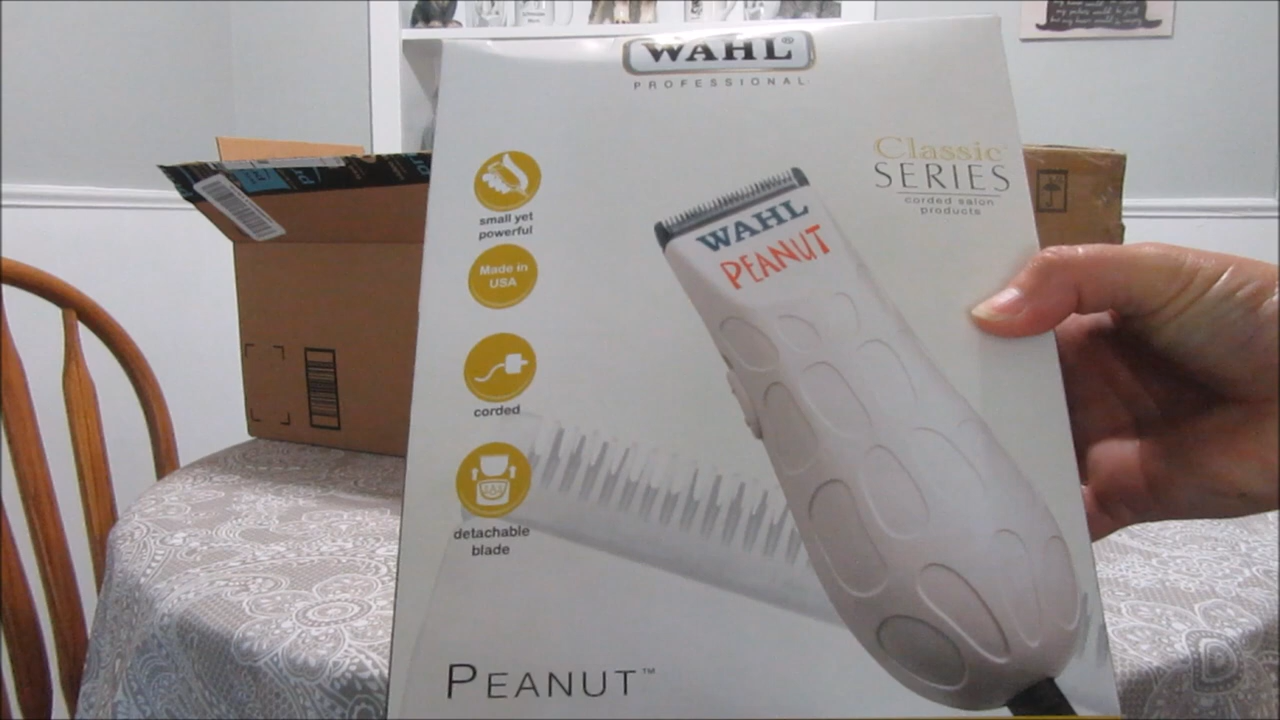 WAHL®
PROFESSIONAL
Classic
SERIES
corded salon
products
small yet
powerful
Made in
USA
corded
detachable
blade
WAHL
PEANUT
PEANUT™